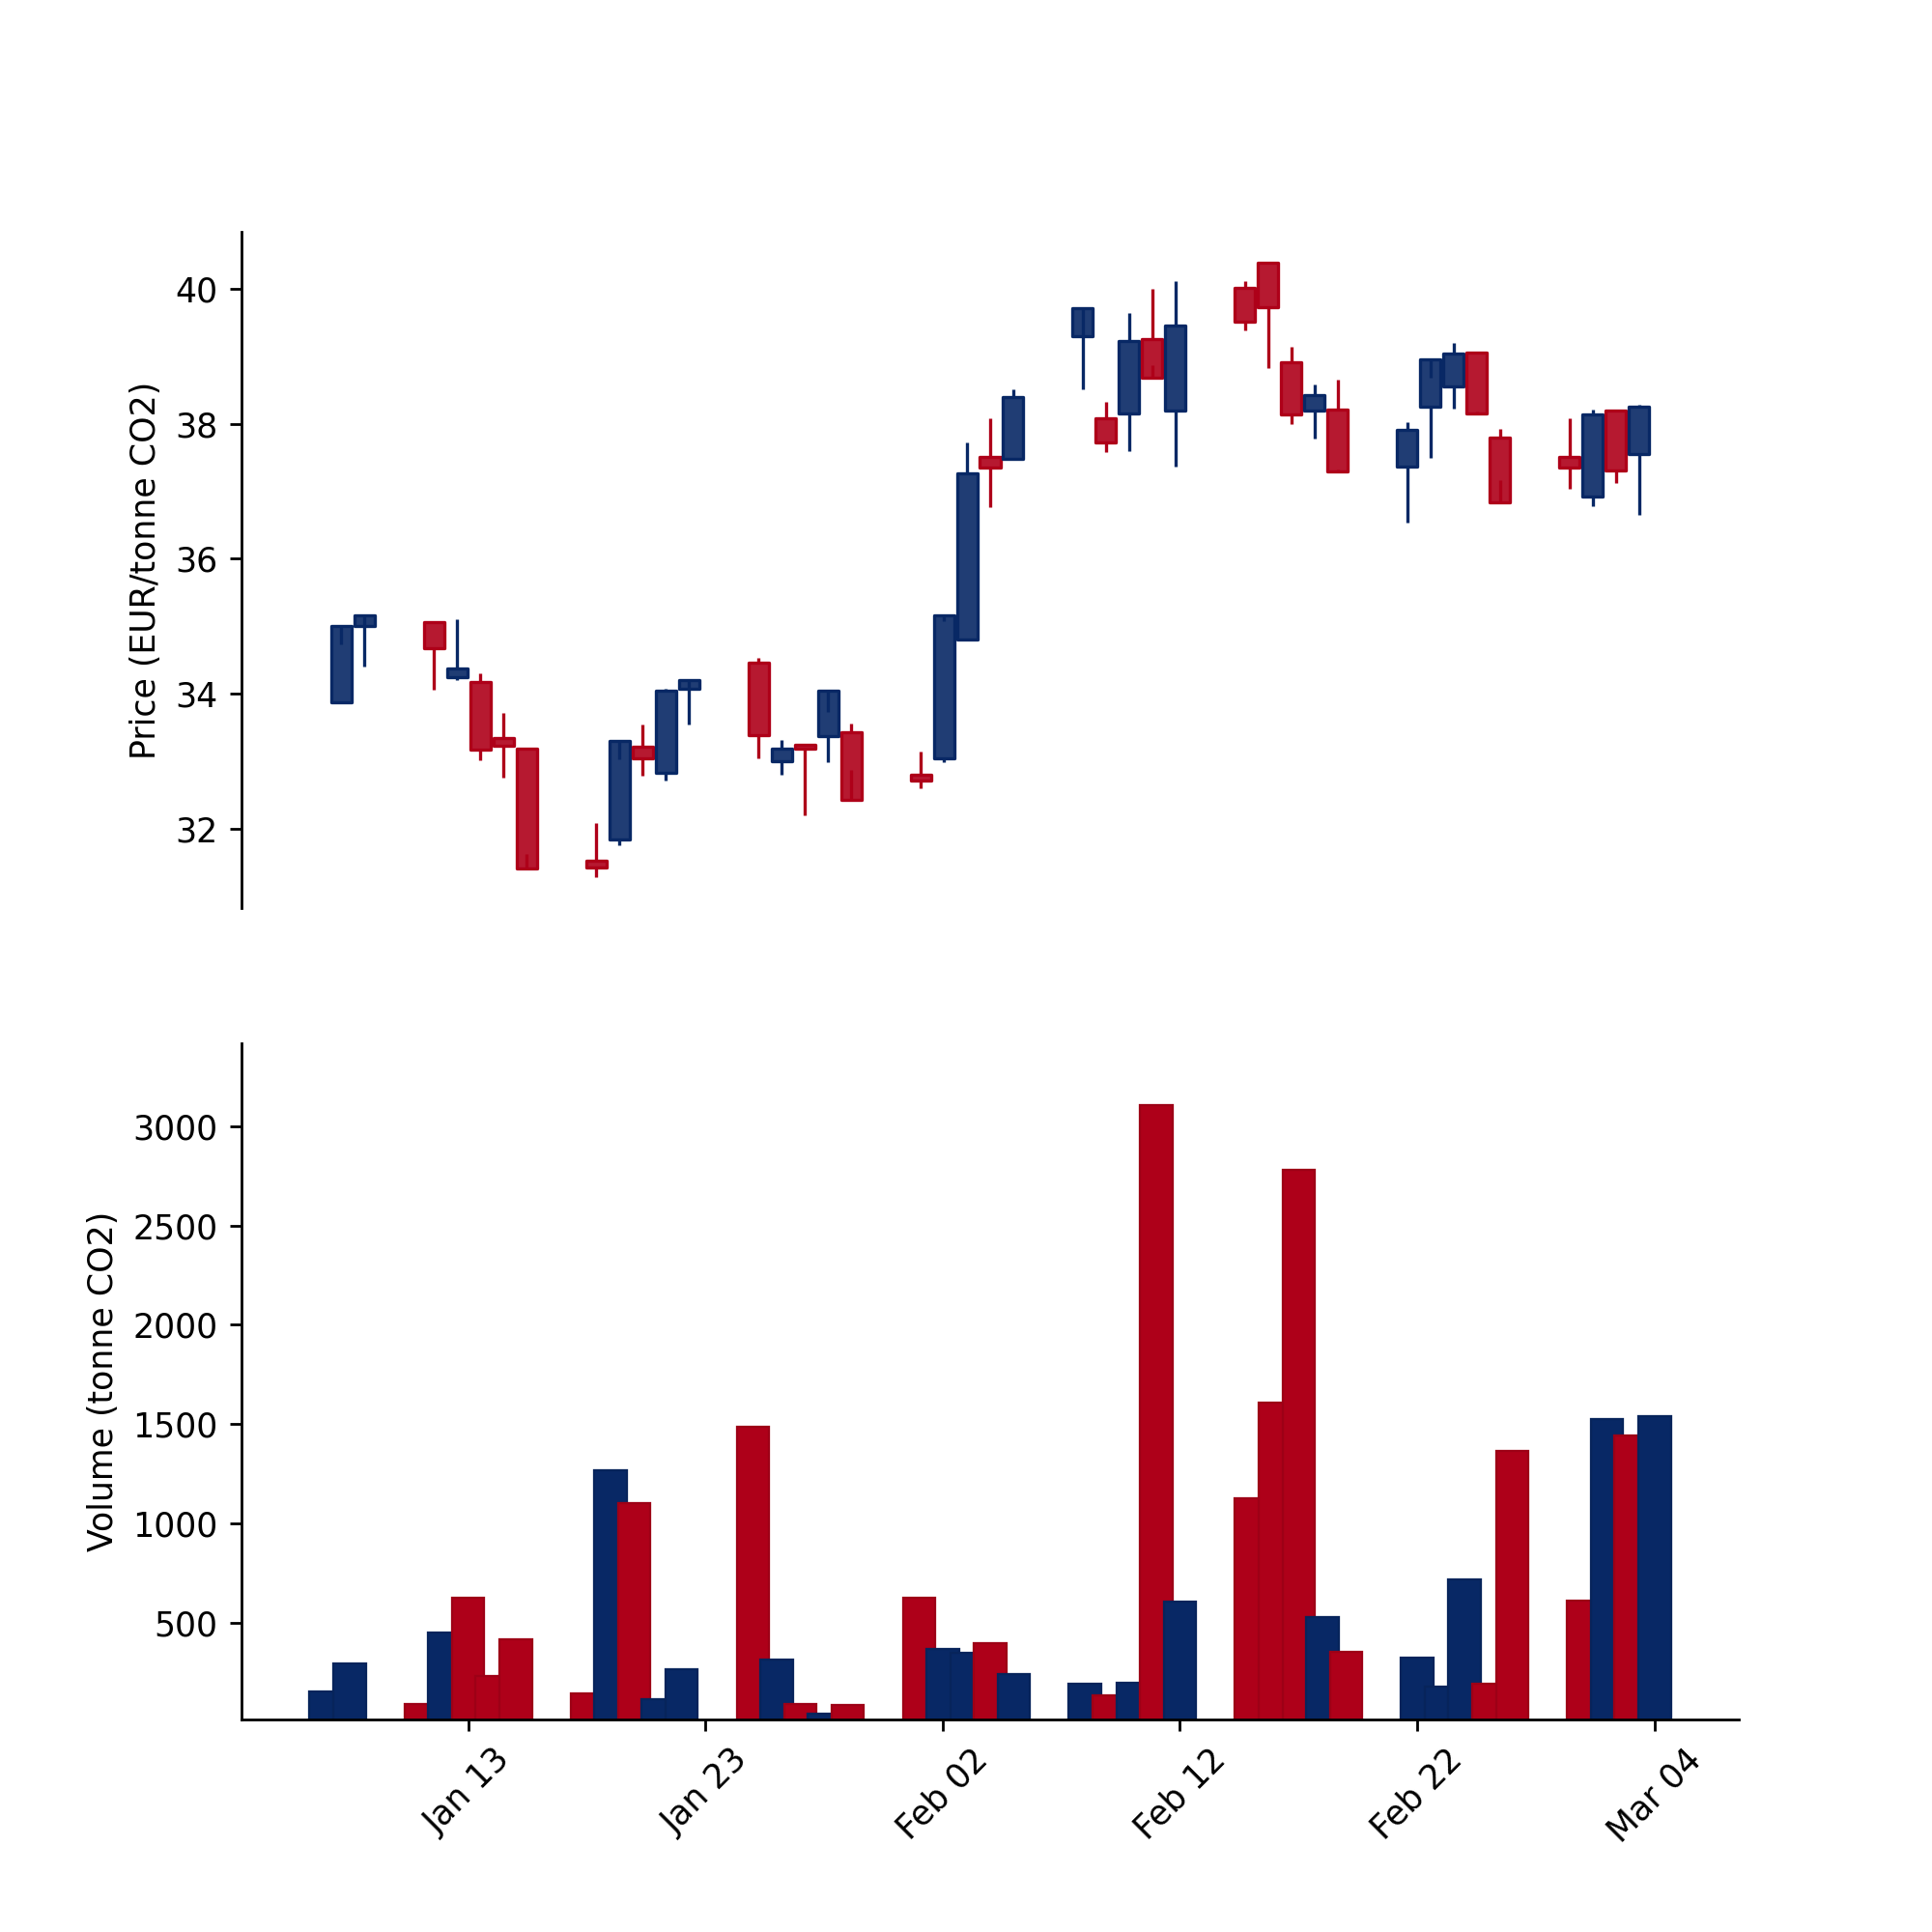 40
38
36
34
32
Price (EUR/tonne CO2)
3000
2500
2000
1500
1000
500
Volume (tonne CO2)
Jan 13
Jan 23
Feb 02
Feb 12
Feb 22
Mar 04